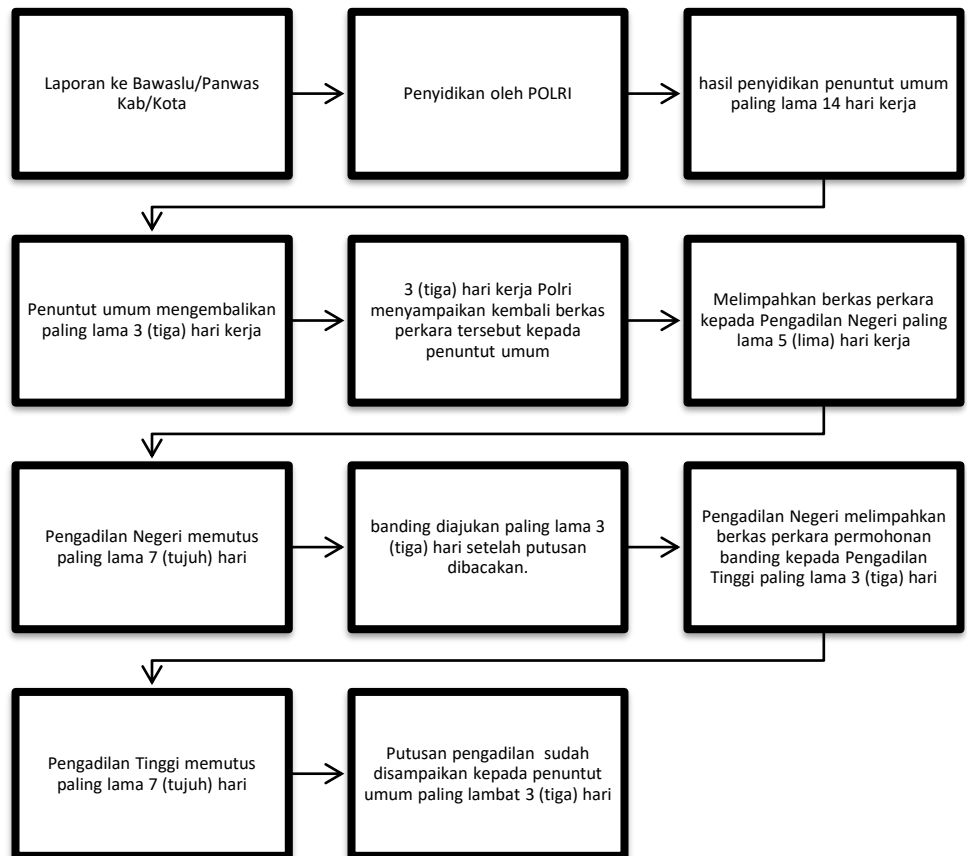 Laporan ke Bawaslu/Panwas
Kab/Kota
Penyidikan oleh POLRI
hasil penyidikan penuntut umum
paling lama 14 hari kerja
Penuntut umum mengembalikan
paling lama 3 (tiga) hari kerja
3 (tiga) hari kerja Polri
menyampaikan kembali berkas
perkara tersebut kepada
penuntut umum
Melimpahkan berkas perkara
kepada Pengadilan Negeri paling
lama 5 (lima) hari kerja
Pengadilan Negeri memutus
paling lama 7 (tujuh) hari
banding diajukan paling lama 3
(tiga) hari setelah putusan
dibacakan.
Pengadilan Negeri melimpahkan
berkas perkara permohonan
banding kepada Pengadilan
Tinggi paling lama 3 (tiga) hari
Pengadilan Tinggi memutus
paling lama 7 (tujuh) hari
Putusan pengadilan sudah
disampaikan kepada penuntut
umum paling lambat 3 (tiga) hari